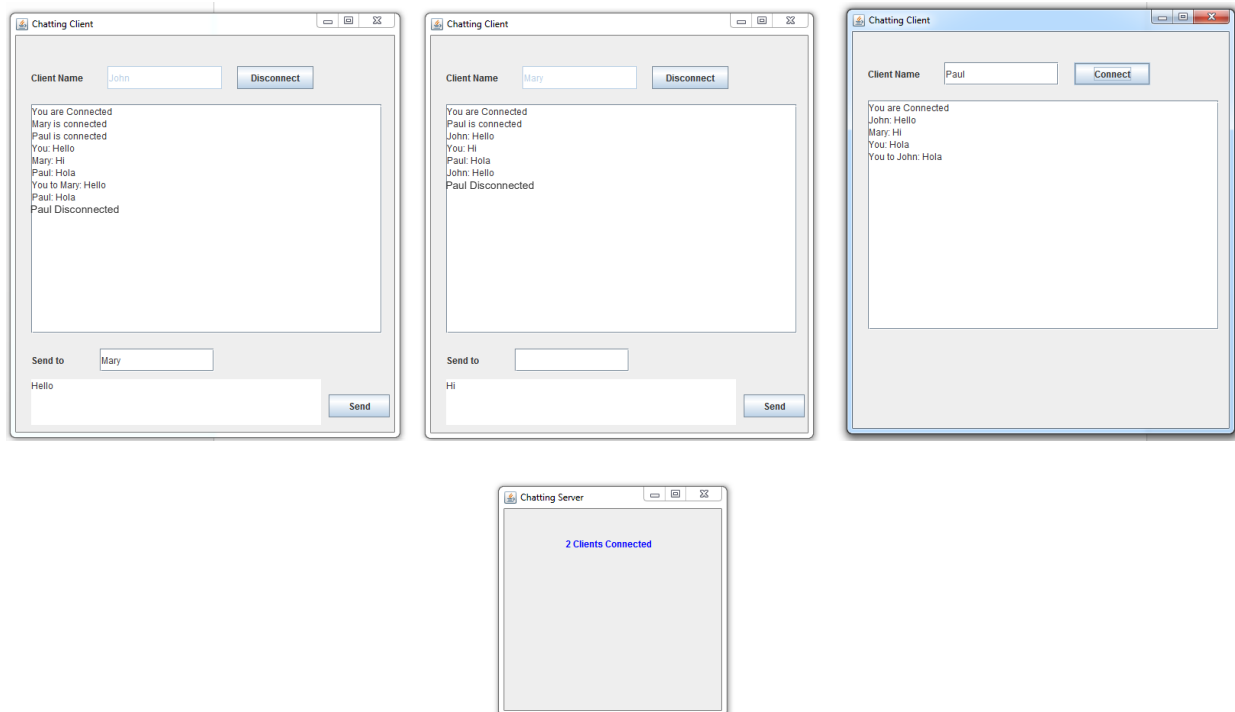 Chatting Client
Client Name John Disconnect
You are Connected
Mary is connected
Paul is connected
You: Hello
Mary: Hi
Paul: Hola
You to Mary: Hello
Paul: Hola
Paul Disconnected
Send to Mary
Hello
Send
Chatting Client
Client Name Mary Disconnect
You are Connected
Paul is connected
John: Hello
You: Hi
Paul: Hola
John: Hello
Paul Disconnected
Send to
Hi
Send
Chatting Client
Client Name Paul Connect
You are Connected
John: Hello
Mary: Hi
You: Hola
You to John: Hola
Chatting Server
2 Clients Connected